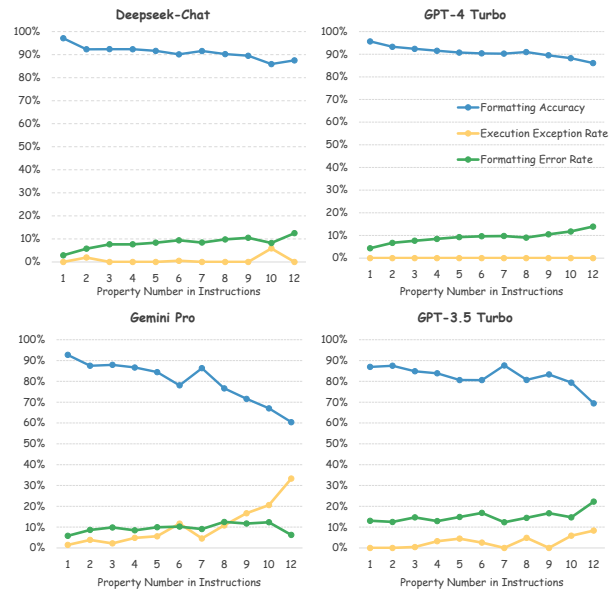 Deepseek-Chat
100%
90%
80%
70%
60%
50%
40%
30%
20%
10%
0%
1 2 3 4 5 6 7 8 9 10 12
Property Number in Instructions
GPT-4 Turbo
100%
90%
80%
70%
60%
50%
40%
30%
20%
10%
0%
Formatting Accuracy
Execution Exception Rate
Formatting Error Rate
1 2 3 4 5 6 7 8 9 10 12
Property Number in Instructions
Gemini Pro
100%
90%
80%
70%
60%
50%
40%
30%
20%
10%
0%
1 2 3 4 5 6 7 8 9 10 12
Property Number in Instructions
GPT-3.5 Turbo
100%
90%
80%
70%
60%
50%
40%
30%
20%
10%
0%
1 2 3 4 5 6 7 8 9 10 12
Property Number in Instructions